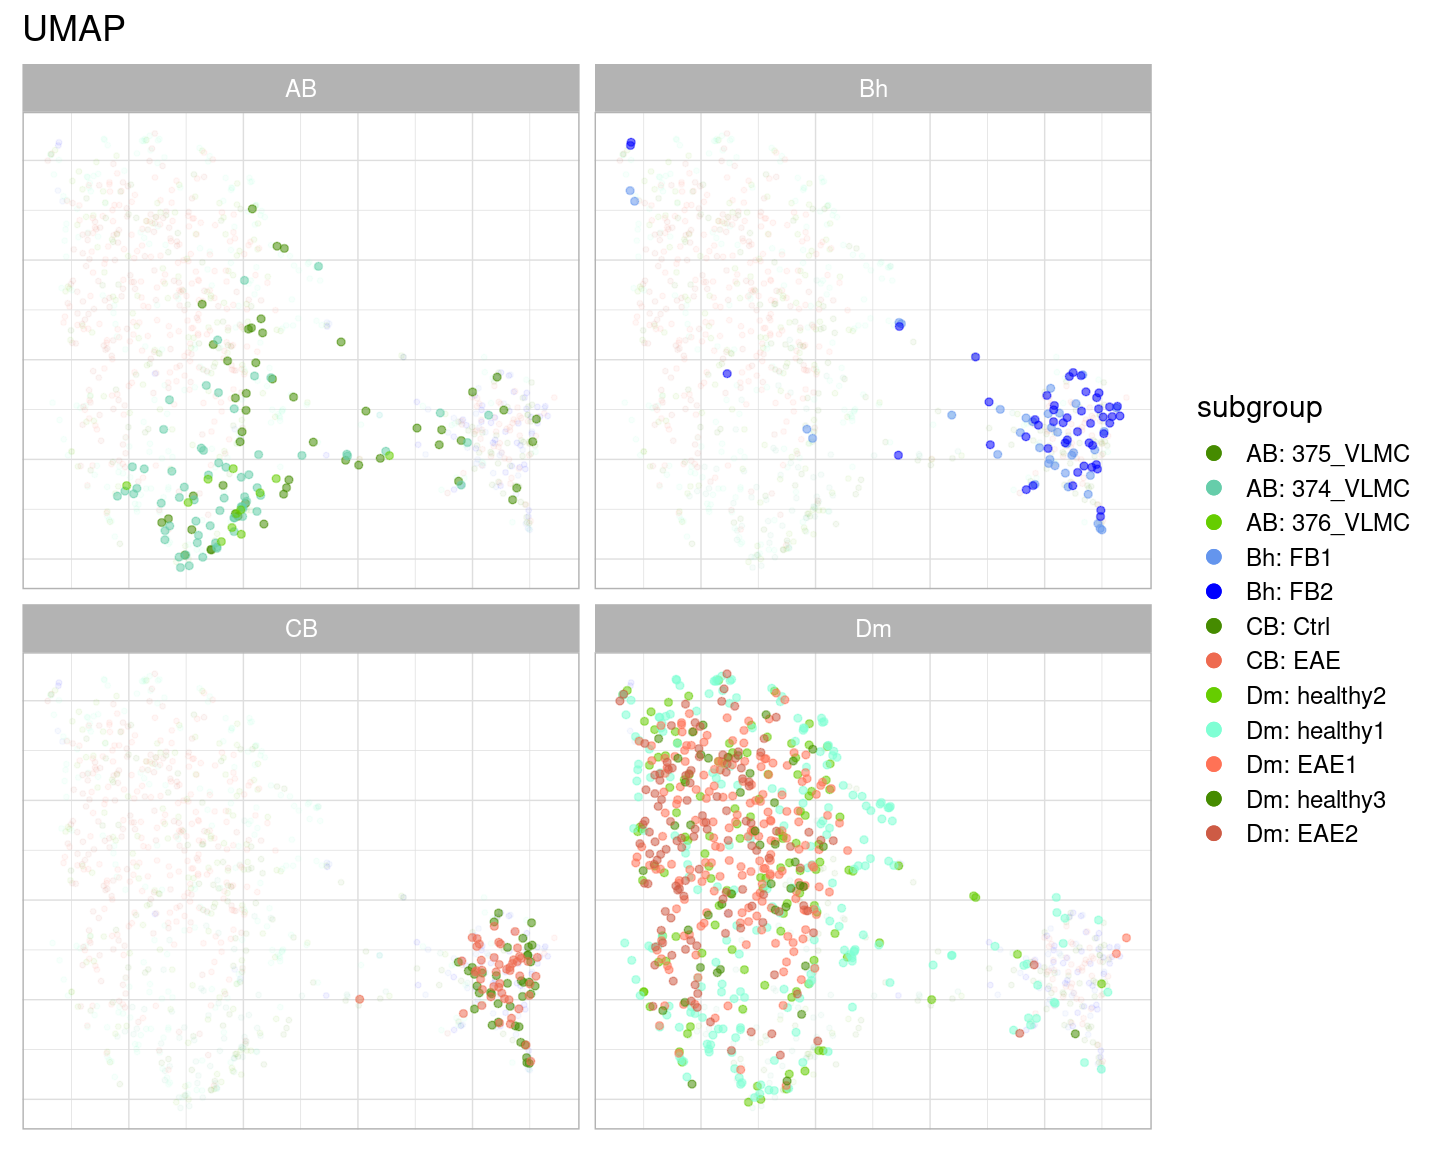 UMAP
AB
Bh
CB
Dm
subgroup
AB: 375_VLMC
AB: 374_VLMC
AB: 376_VLMC
Bh: FB1
Bh: FB2
CB: Ctrl
CB: EAE
Dm: healthy2
Dm: healthy1
Dm: EAE1
Dm: healthy3
Dm: EAE2